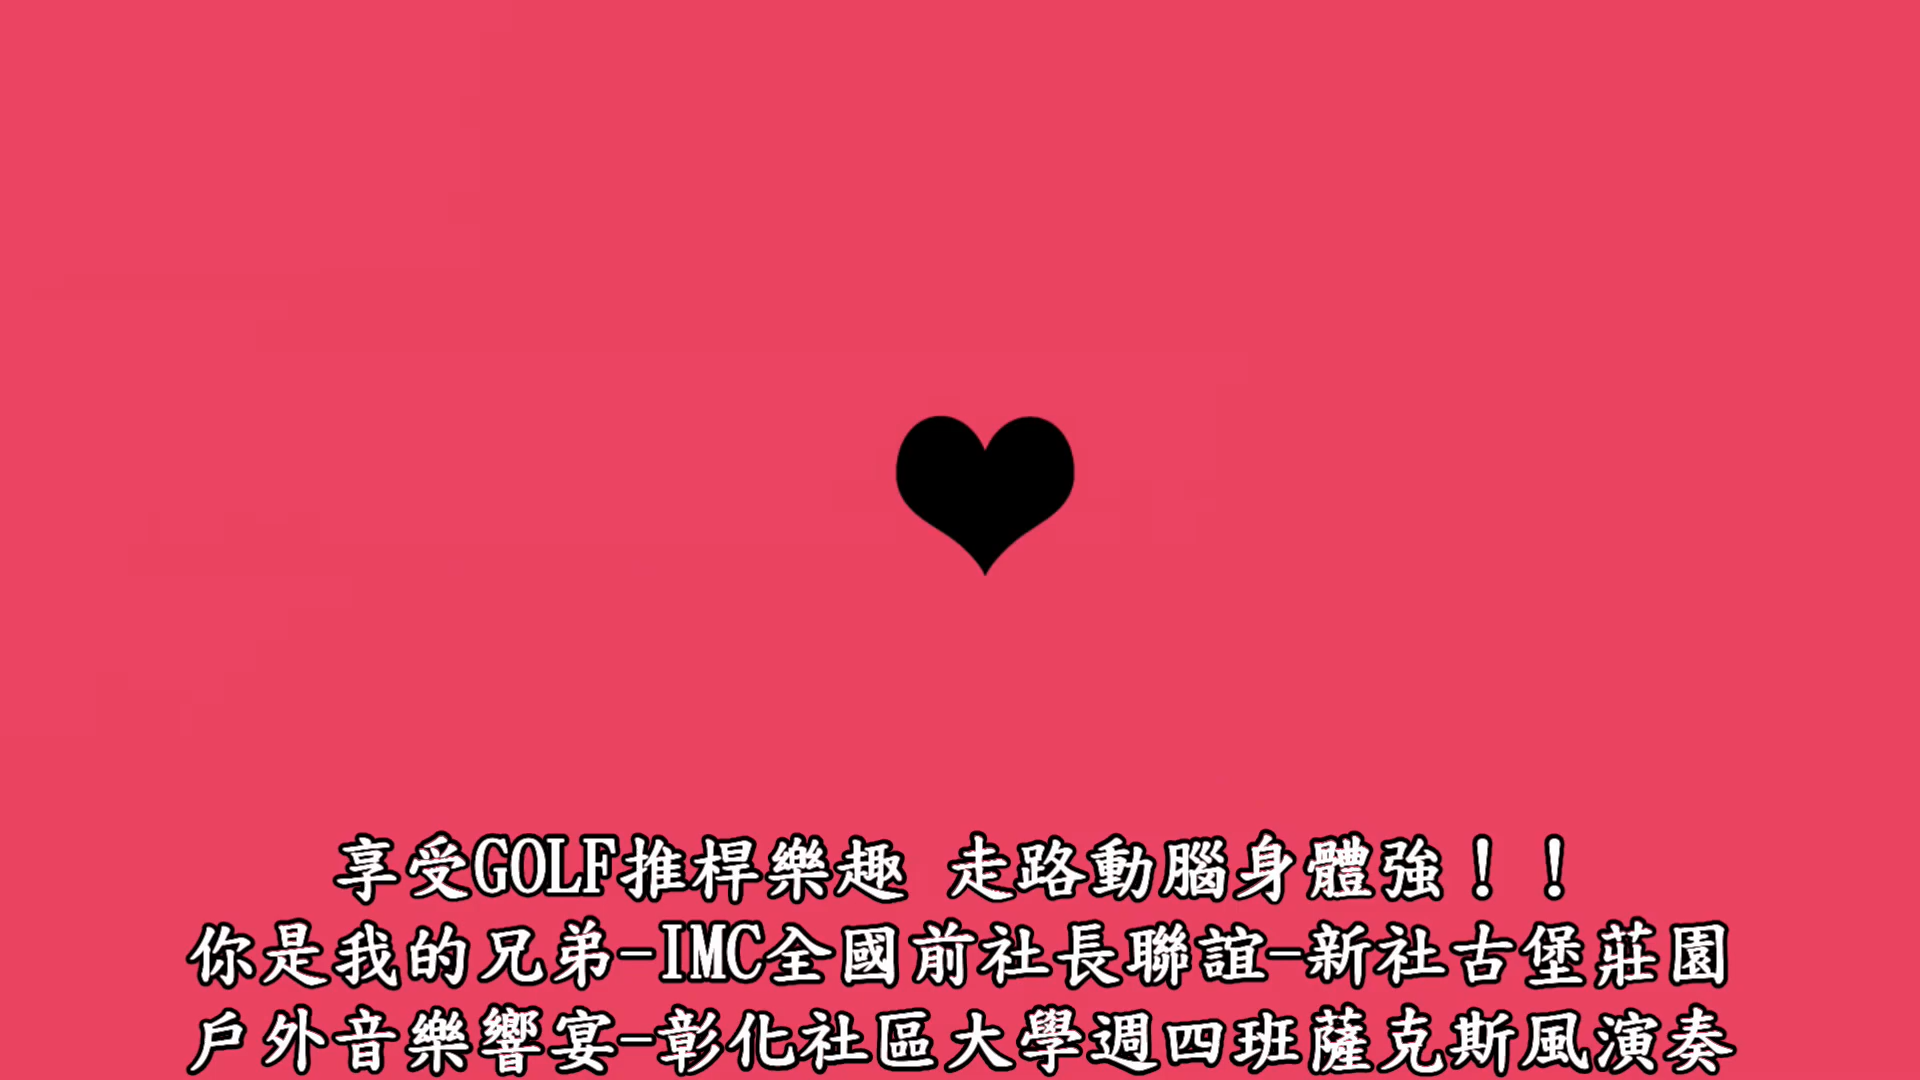 享受GOLF推桿樂趣 走路動腦身體強！！
你是我的兄弟-IMC全國前社長聯誼-新社古堡莊園
戶外音樂響宴-彰化社區大學週四班薩克斯風演奏